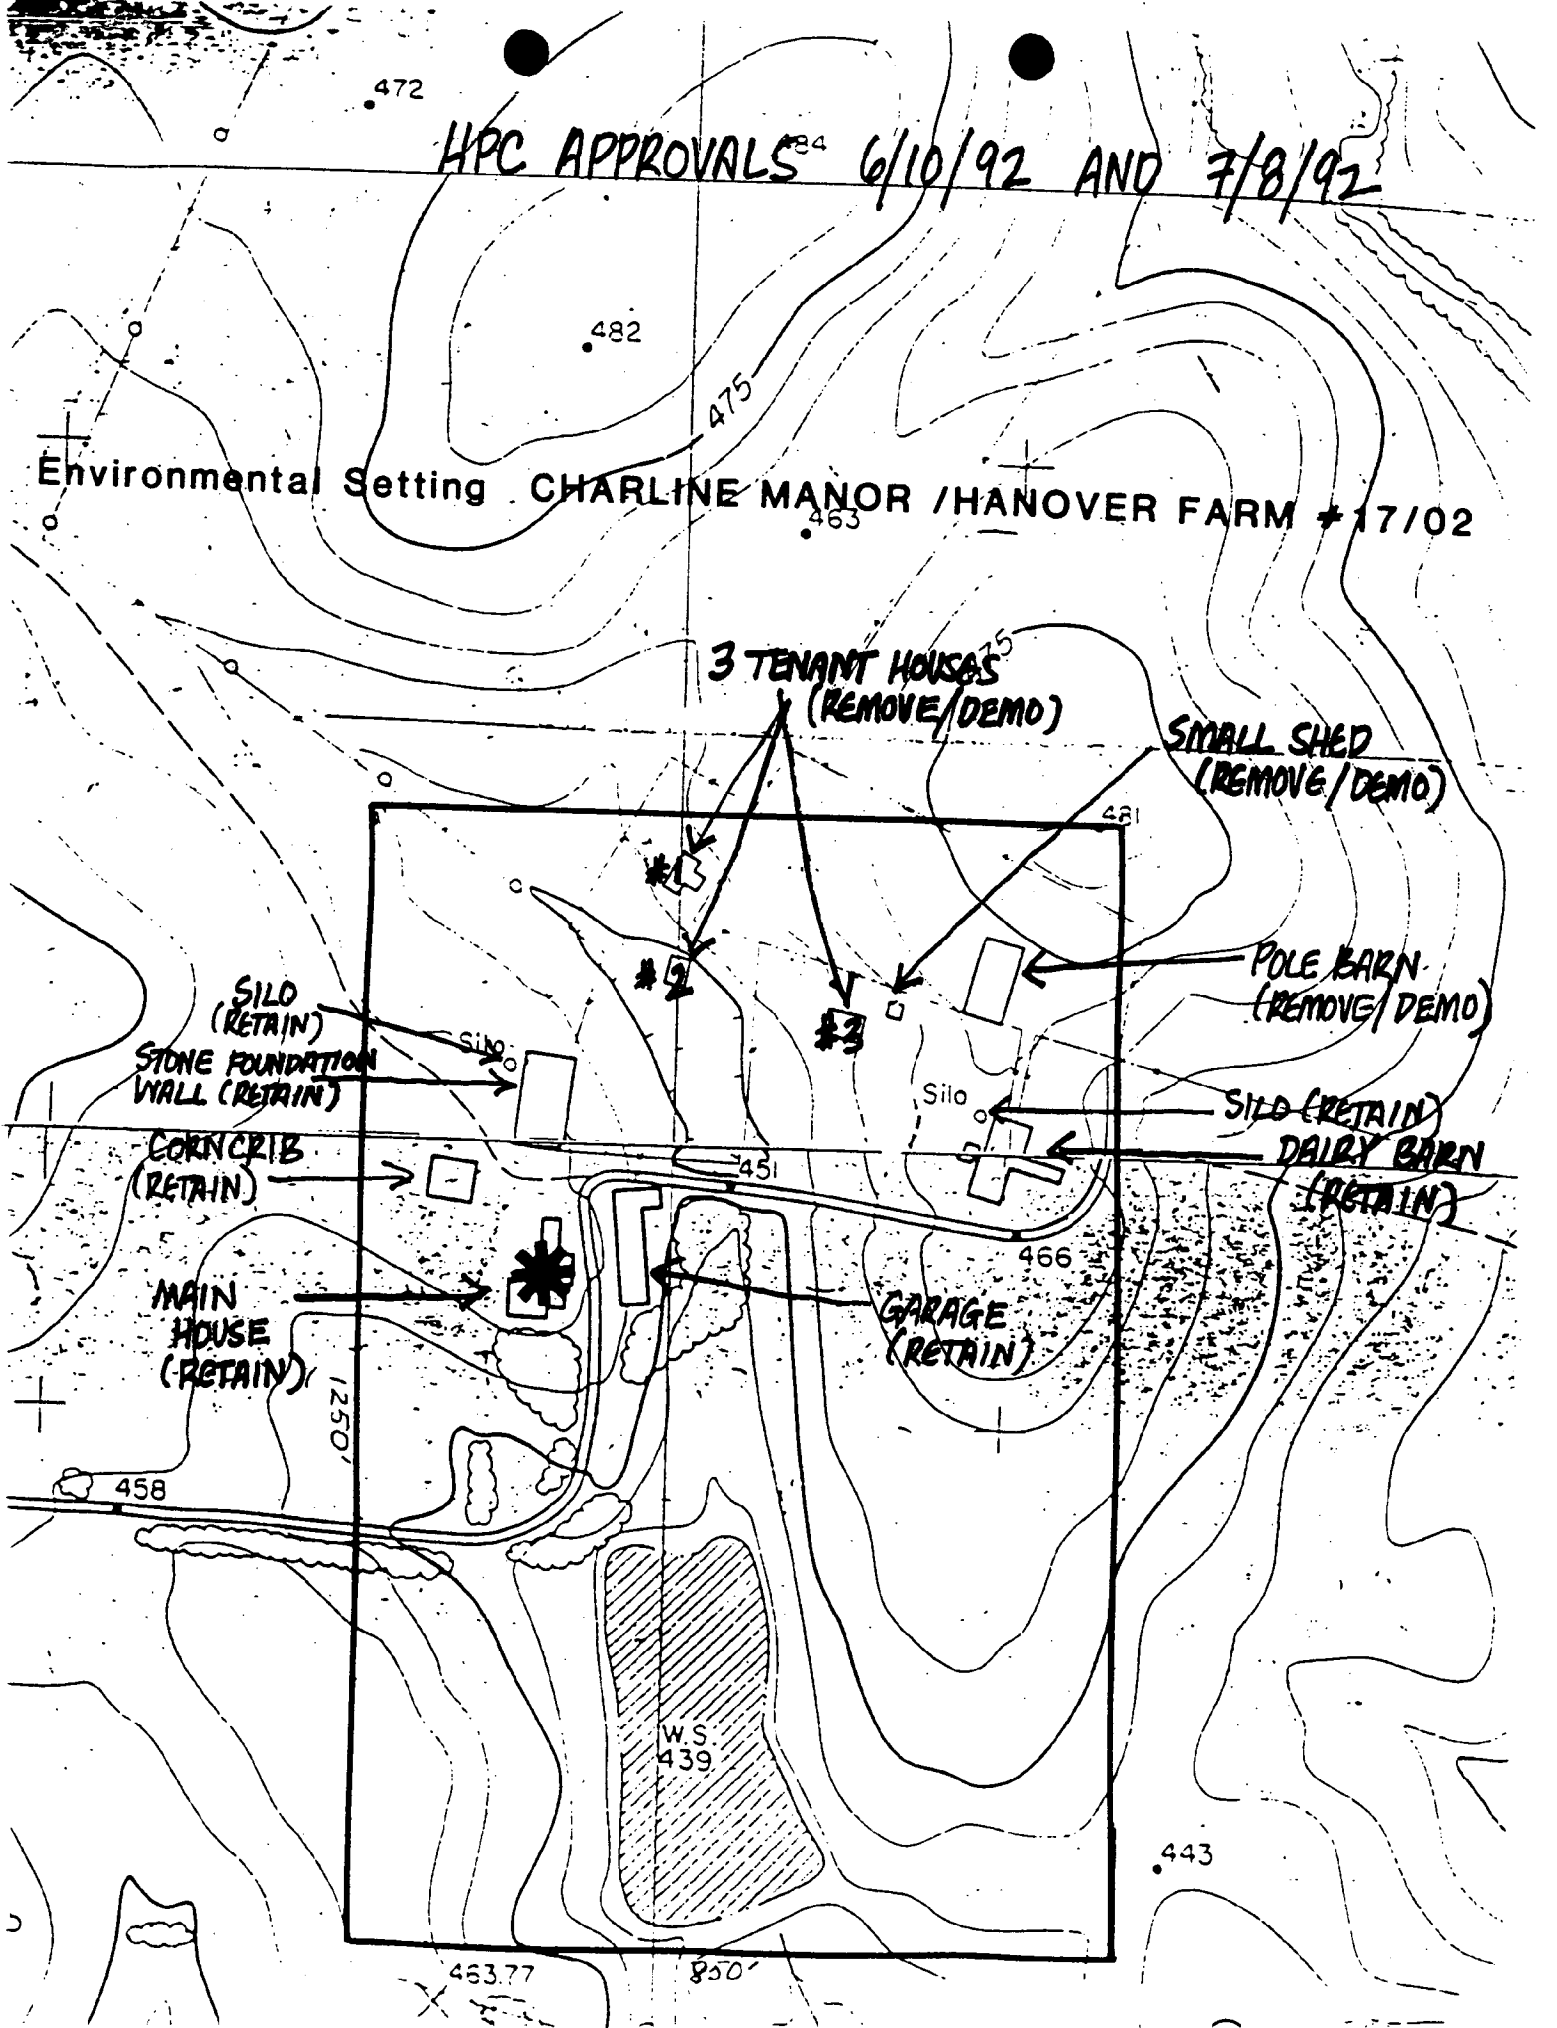 472
484
HPC APPROVALS 6/10/92 AND 7/8/92
482
475
Environmental Setting CHARLINE MANOR /HANOVER FARM #17/02
463
3 TENANT HOUSES
(REMOVE/DEMO)
SMALL SHED
(REMOVE/DEMO)
481
#1
#2
#3
POLE BARN
(REMOVE/DEMO)
SILO
(RETAIN)
Silo
STONE FOUNDATION
WALL (RETAIN)
Silo
SILO (RETAIN)
DAIRY BARN
(RETAIN)
CORNCRIB
(RETAIN)
451
466
MAIN
HOUSE
(RETAIN)
GARAGE
(RETAIN)
1250'
458
W.S.
439
443
463.77
850'